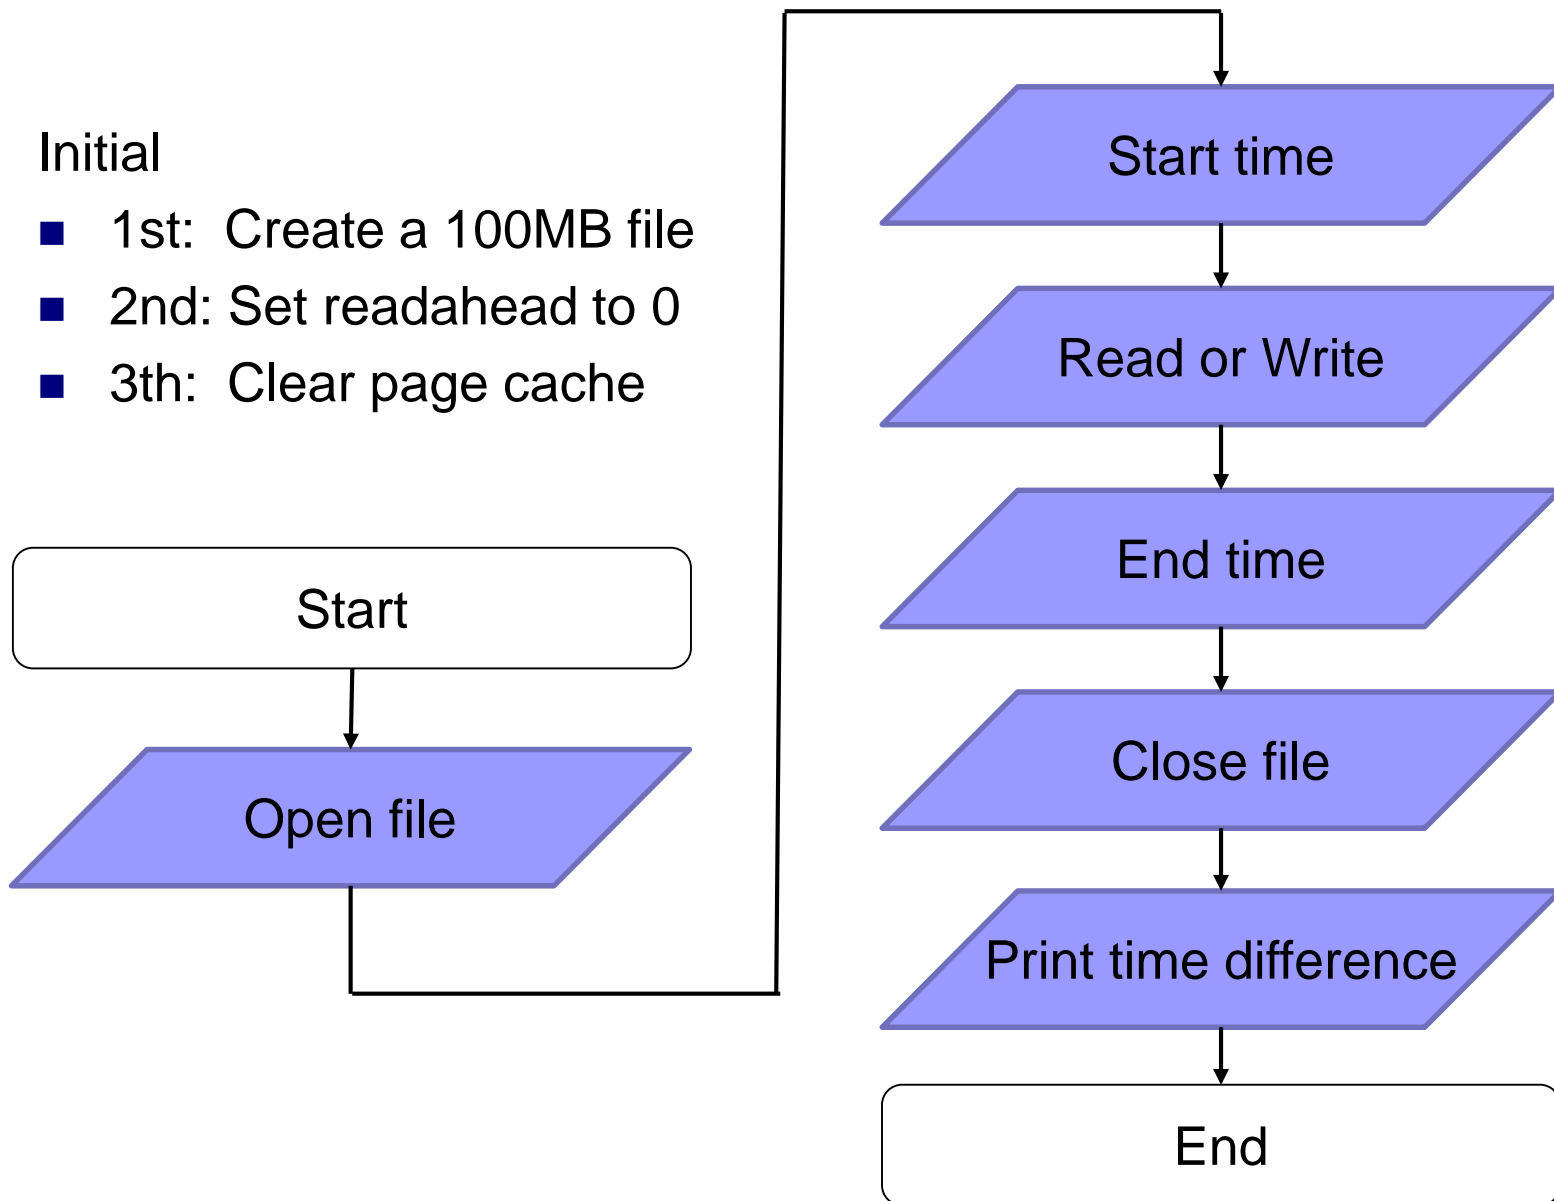 Initial
1st: Create a 100MB file
2nd: Set readahead to 0
3th: Clear page cache
Start
Open file
Start time
Read or Write
End time
Close file
Print time difference
End